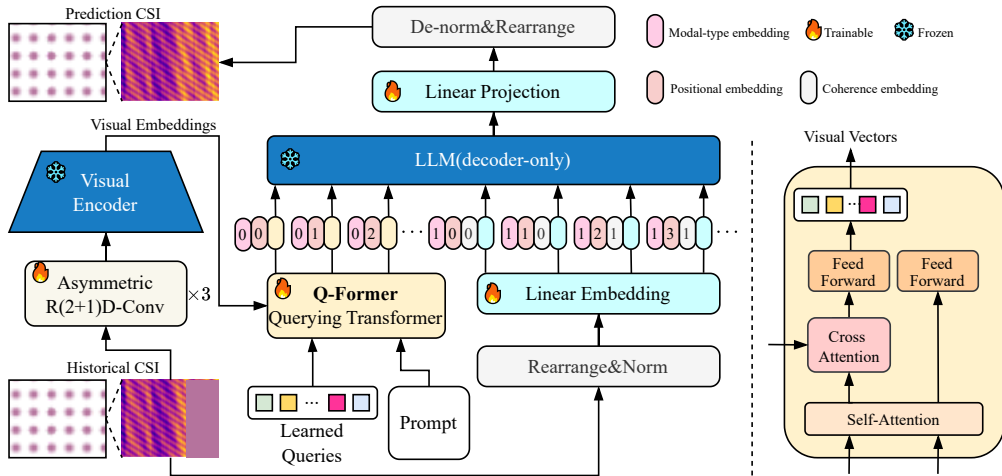 Prediction CSI
De-norm&Rearrange
Modal-type embedding
Trainable
Frozen
Linear Projection
Positional embedding
Coherence embedding
Visual Embeddings
Visual Vectors
LLM(decoder-only)
Visual
Encoder
0 0 0 1 0 2 ··· 1 0 0 1 1 0 1 2 1 1 3 1 ···
···
Feed
Forward
Feed
Forward
Asymmetric
R(2+1)D-Conv
×3
Q-Former
Querying Transformer
Linear Embedding
Cross
Attention
Historical CSI
Rearrange&Norm
···
Learned
Queries
Prompt
Self-Attention